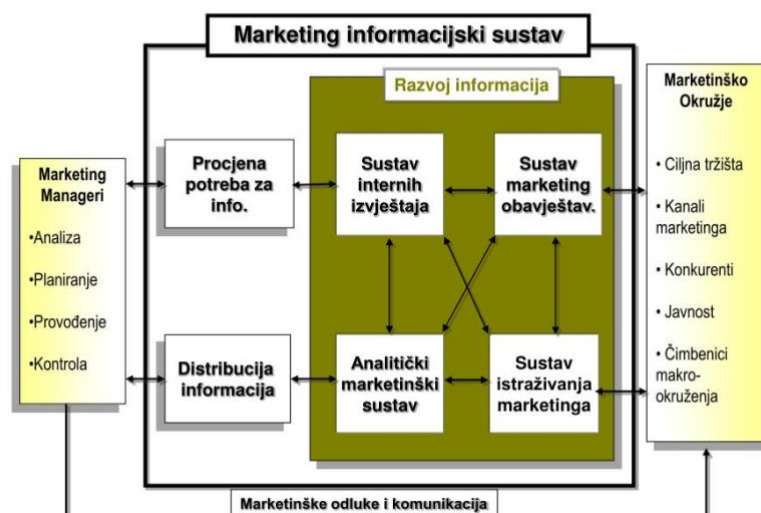 Marketing informacijski sustav
Razvoj informacija
Marketing
Manageri
•Analiza
•Planiranje
•Provođenje
•Kontrola
Procjena
potreba za
info.
Distribucija
informacija
Sustav
internih
izvještaja
Sustav
marketing
obavještav.
Analitički
marketinški
sustav
Sustav
istraživanja
marketinga
Marketinško
Okružje
• Ciljna tržišta
• Kanali
marketinga
• Konkurenti
• Javnost
• Čimbenici
makro-
okruženja
Marketinške odluke i komunikacija